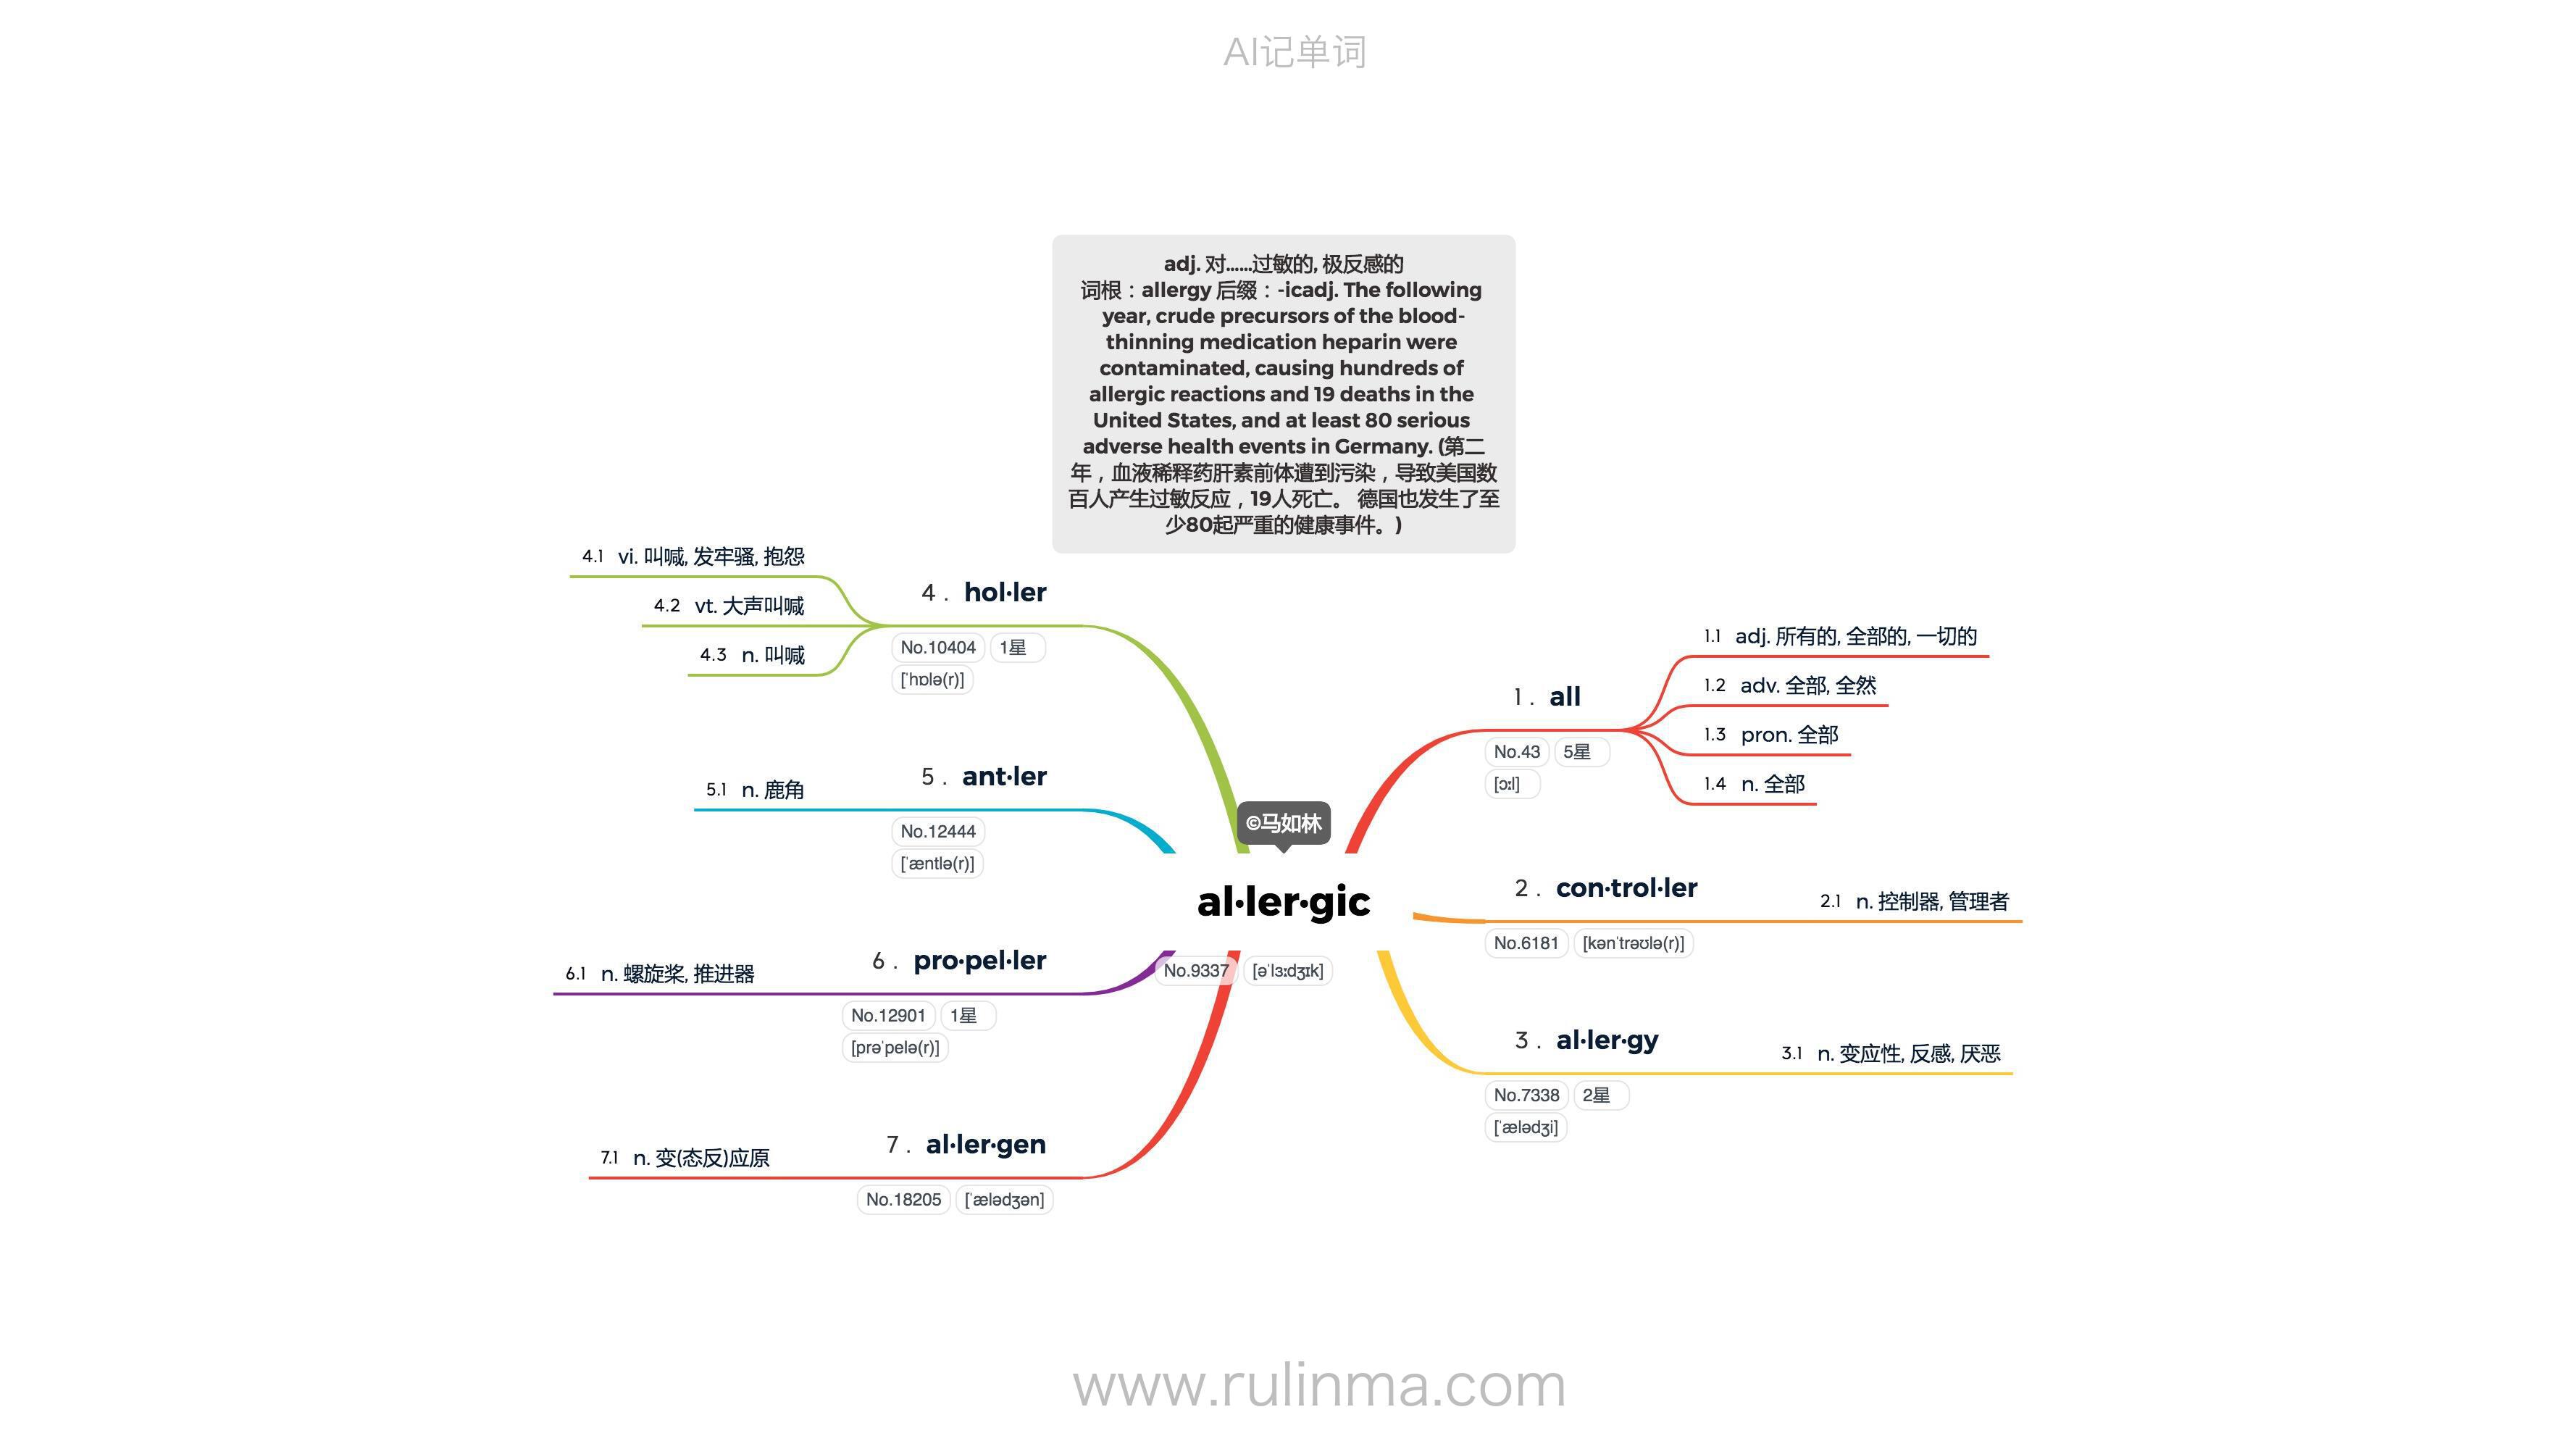 AI记单词
adj. 对……过敏的, 极反感的
词根：allergy 后缀：-icadj. The following
year, crude precursors of the blood-
thinning medication heparin were
contaminated, causing hundreds of
allergic reactions and 19 deaths in the
United States, and at least 80 serious
adverse health events in Germany. (第二
年，血液稀释药肝素前体遭到污染，导致美国数
百人产生过敏反应，19人死亡。 德国也发生了至
少80起严重的健康事件。)
©马如林
al·ler·gic
No.9337 [əˈlɜːdʒɪk]
1. all
No.43 5星
[ɔːl]
1.1 adj. 所有的, 全部的, 一切的
1.2 adv. 全部, 全然
1.3 pron. 全部
1.4 n. 全部
2. con·trol·ler
No.6181 [kənˈtrəʊlə(r)]
2.1 n. 控制器, 管理者
3. al·ler·gy
No.7338 2星
[ˈælədʒi]
3.1 n. 变应性, 反感, 厌恶
4. hol·ler
No.10404 1星
[ˈhɒlə(r)]
4.1 vi. 叫喊, 发牢骚, 抱怨
4.2 vt. 大声叫喊
4.3 n. 叫喊
5. ant·ler
No.12444
[ˈæntlə(r)]
5.1 n. 鹿角
6. pro·pel·ler
No.12901 1星
[prəˈpelə(r)]
6.1 n. 螺旋桨, 推进器
7. al·ler·gen
No.18205 [ˈælədʒən]
7.1 n. 变(态反)应原
www.rulinma.com